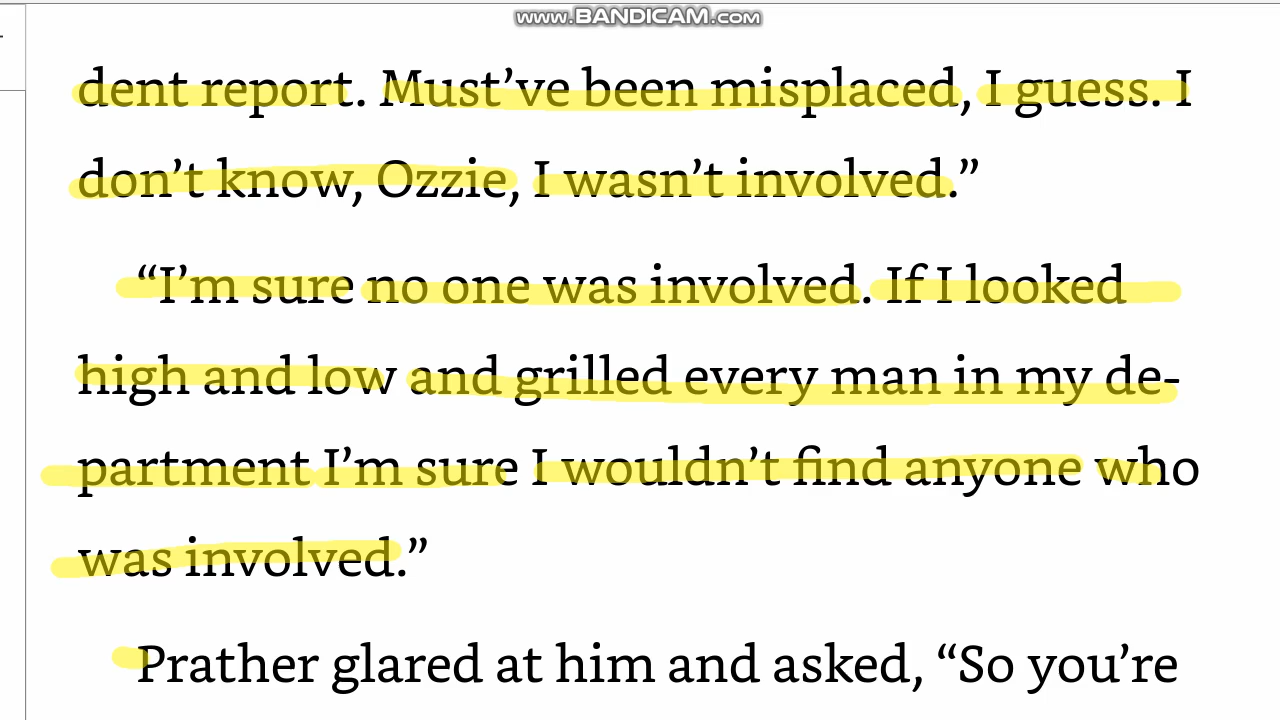 www.BANDICAM.com
dent report. Must’ve been misplaced, I guess. I
don’t know, Ozzie, I wasn’t involved.”
“I’m sure no one was involved. If I looked
high and low and grilled every man in my de-
partment I’m sure I wouldn’t find anyone who
was involved.”
Prather glared at him and asked, “So you’re